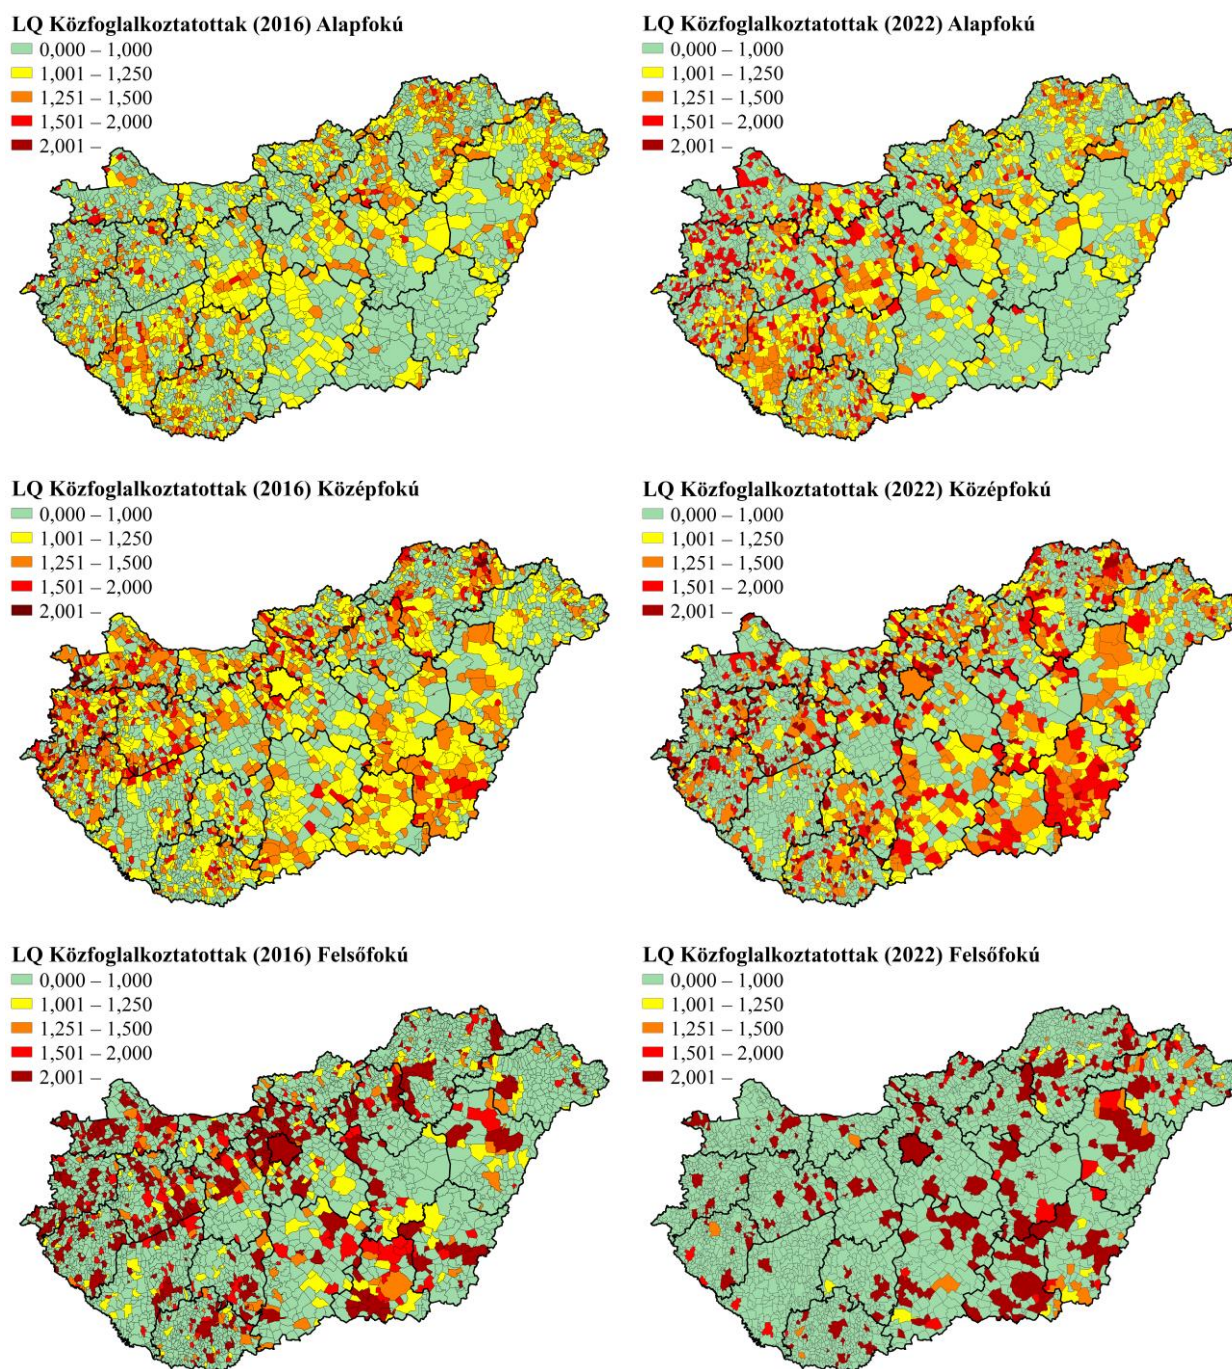 LQ Közfoglalkoztatottak (2016) Alapfokú
0,000 – 1,000
1,001 – 1,250
1,251 – 1,500
1,501 – 2,000
2,001 –
LQ Közfoglalkoztatottak (2022) Alapfokú
0,000 – 1,000
1,001 – 1,250
1,251 – 1,500
1,501 – 2,000
2,001 –
LQ Közfoglalkoztatottak (2016) Középfokú
0,000 – 1,000
1,001 – 1,250
1,251 – 1,500
1,501 – 2,000
2,001 –
LQ Közfoglalkoztatottak (2022) Középfokú
0,000 – 1,000
1,001 – 1,250
1,251 – 1,500
1,501 – 2,000
2,001 –
LQ Közfoglalkoztatottak (2016) Felsőfokú
0,000 – 1,000
1,001 – 1,250
1,251 – 1,500
1,501 – 2,000
2,001 –
LQ Közfoglalkoztatottak (2022) Felsőfokú
0,000 – 1,000
1,001 – 1,250
1,251 – 1,500
1,501 – 2,000
2,001 –